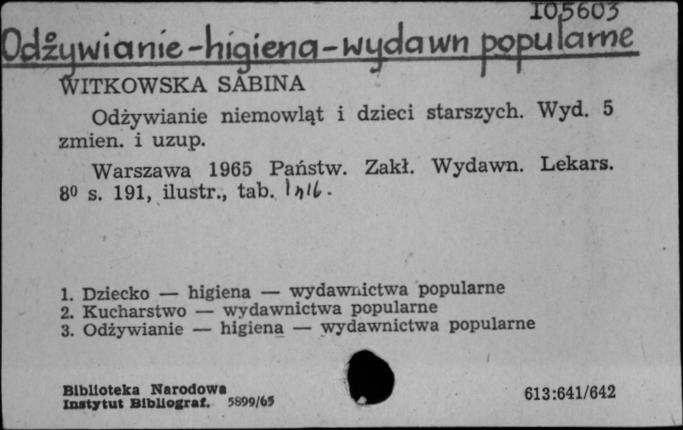 105603
Odżywianie-higiena-wydawn popularne
WITKOWSKA SABINA
Odżywianie niemowląt i dzieci starszych. Wyd. 5
zmien. i uzup.
Warszawa 1965 Państw. Zakł. Wydawn. Lekars.
8⁰ s. 191, ilustr., tab.
1. Dziecko — higiena — wydawnictwa popularne
2. Kucharstwo — wydawnictwa popularne
3. Odżywianie — higiena — wydawnictwa popularne
Biblioteka Narodowa
Instytut Bibliograf. 5899/65
613:641/642